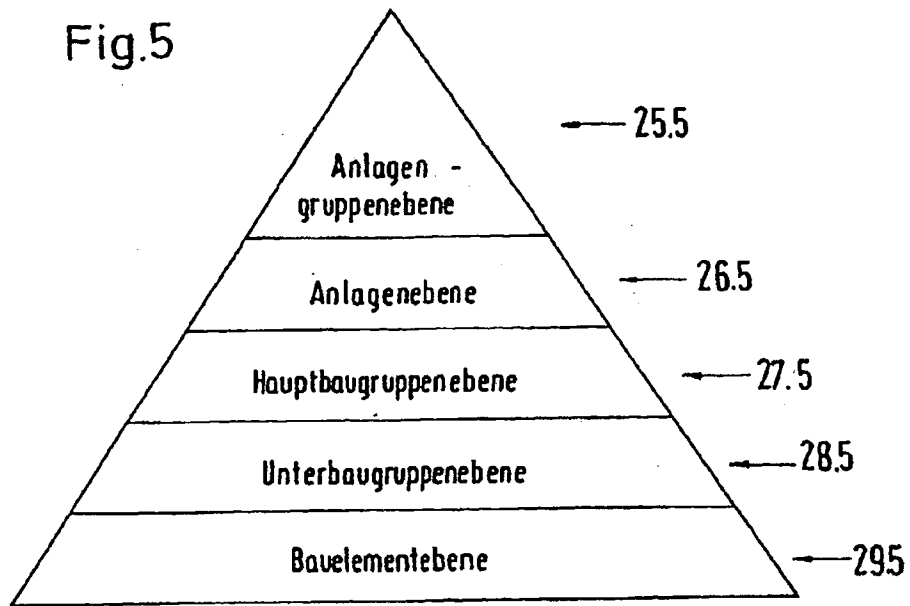 Fig.5
25.5
Anlagen -
gruppenebene
26.5
Anlagenebene
27.5
Hauptbaugruppenebene
28.5
Unterbaugruppenebene
29.5
Bauelementebene